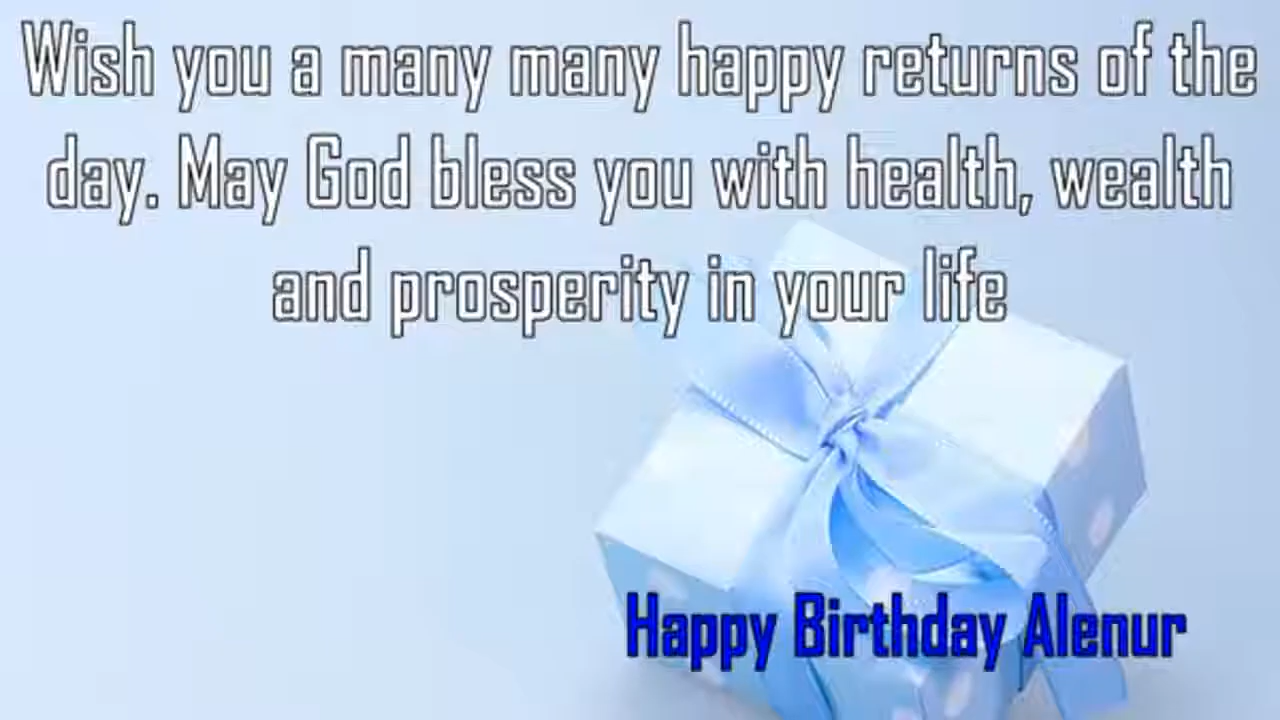 Wish you a many many happy returns of the
day. May God bless you with health, wealth
and prosperity in your life
Happy Birthday Alenur